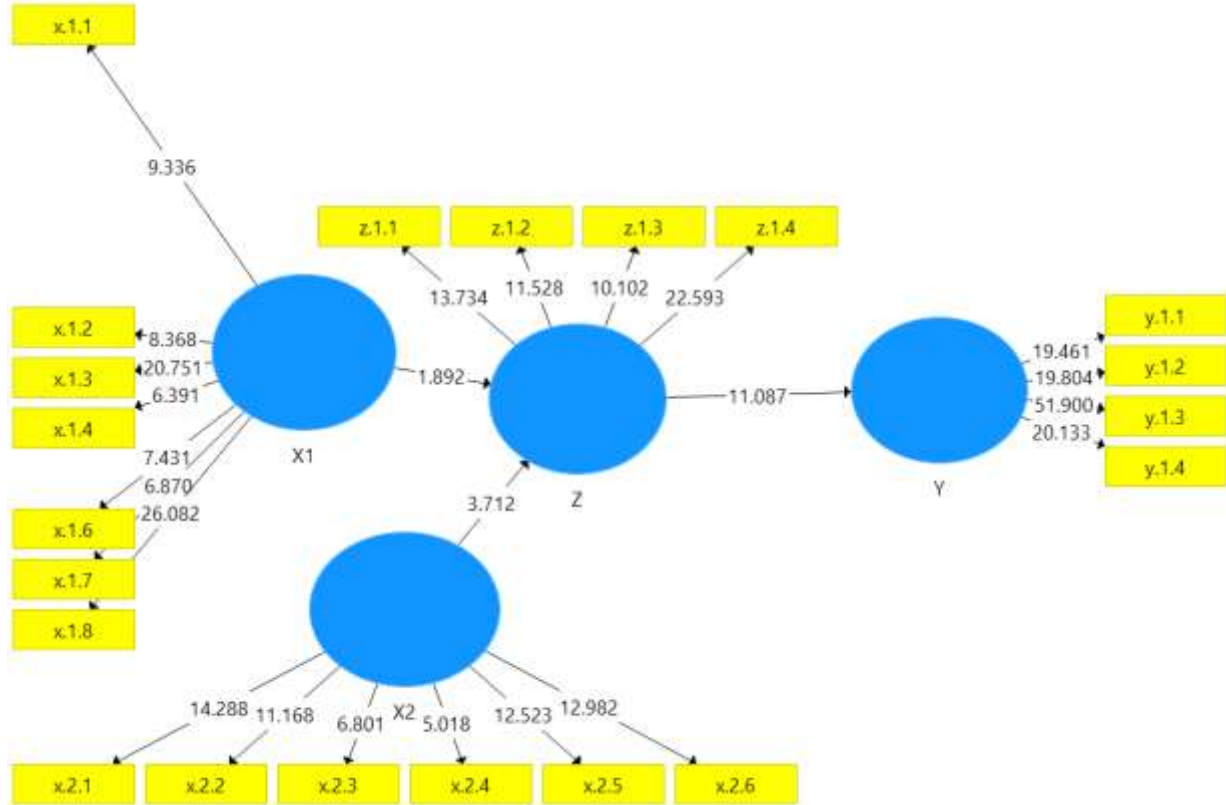 x.1.1
9.336
z.1.1
z.1.2
z.1.3
z.1.4
13.734
11.528
10.102
22.593
x.1.2
x.1.3
x.1.4
8.368
20.751
6.391
X1
1.892
Z
11.087
Y
19.461
19.804
51.900
20.133
y.1.1
y.1.2
y.1.3
y.1.4
7.431
6.870
26.082
x.1.6
x.1.7
x.1.8
3.712
X2
14.288
11.168
6.801
5.018
12.523
12.982
x.2.1
x.2.2
x.2.3
x.2.4
x.2.5
x.2.6